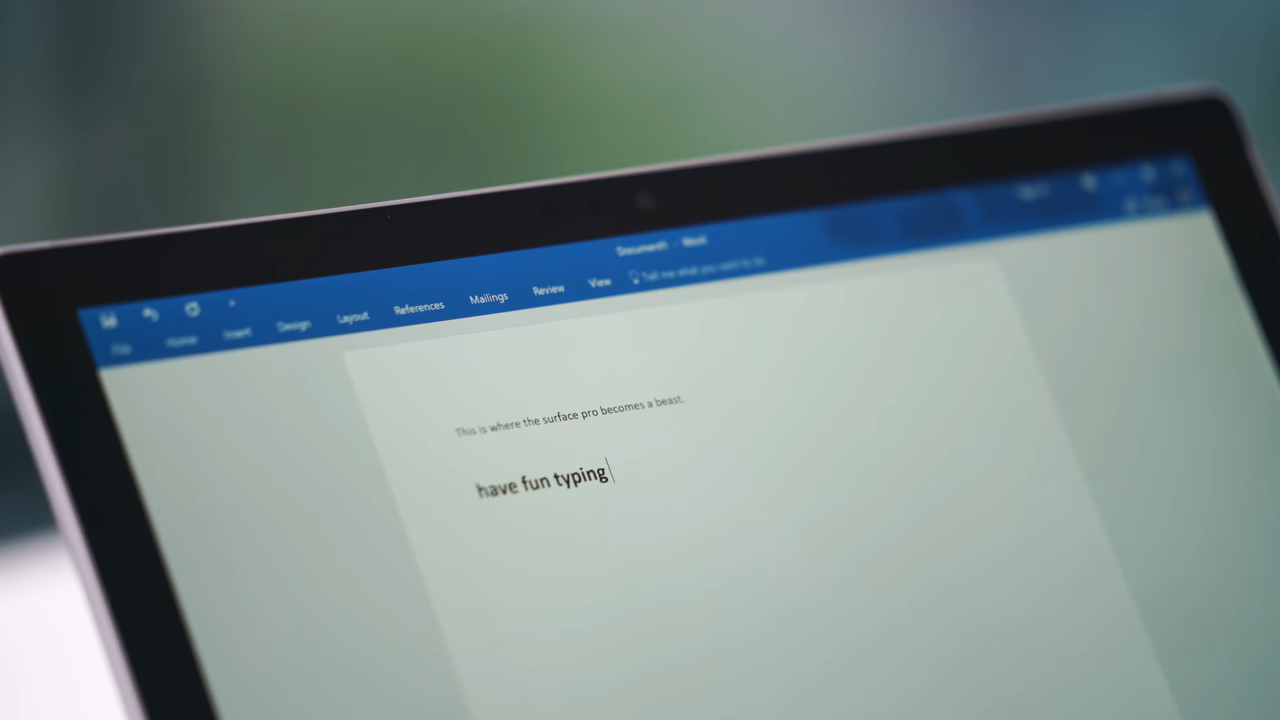 Document1 - Word
File Home Insert Design Layout References Mailings Review View Tell me what you want to do
This is where the surface pro becomes a beast.
have fun typing